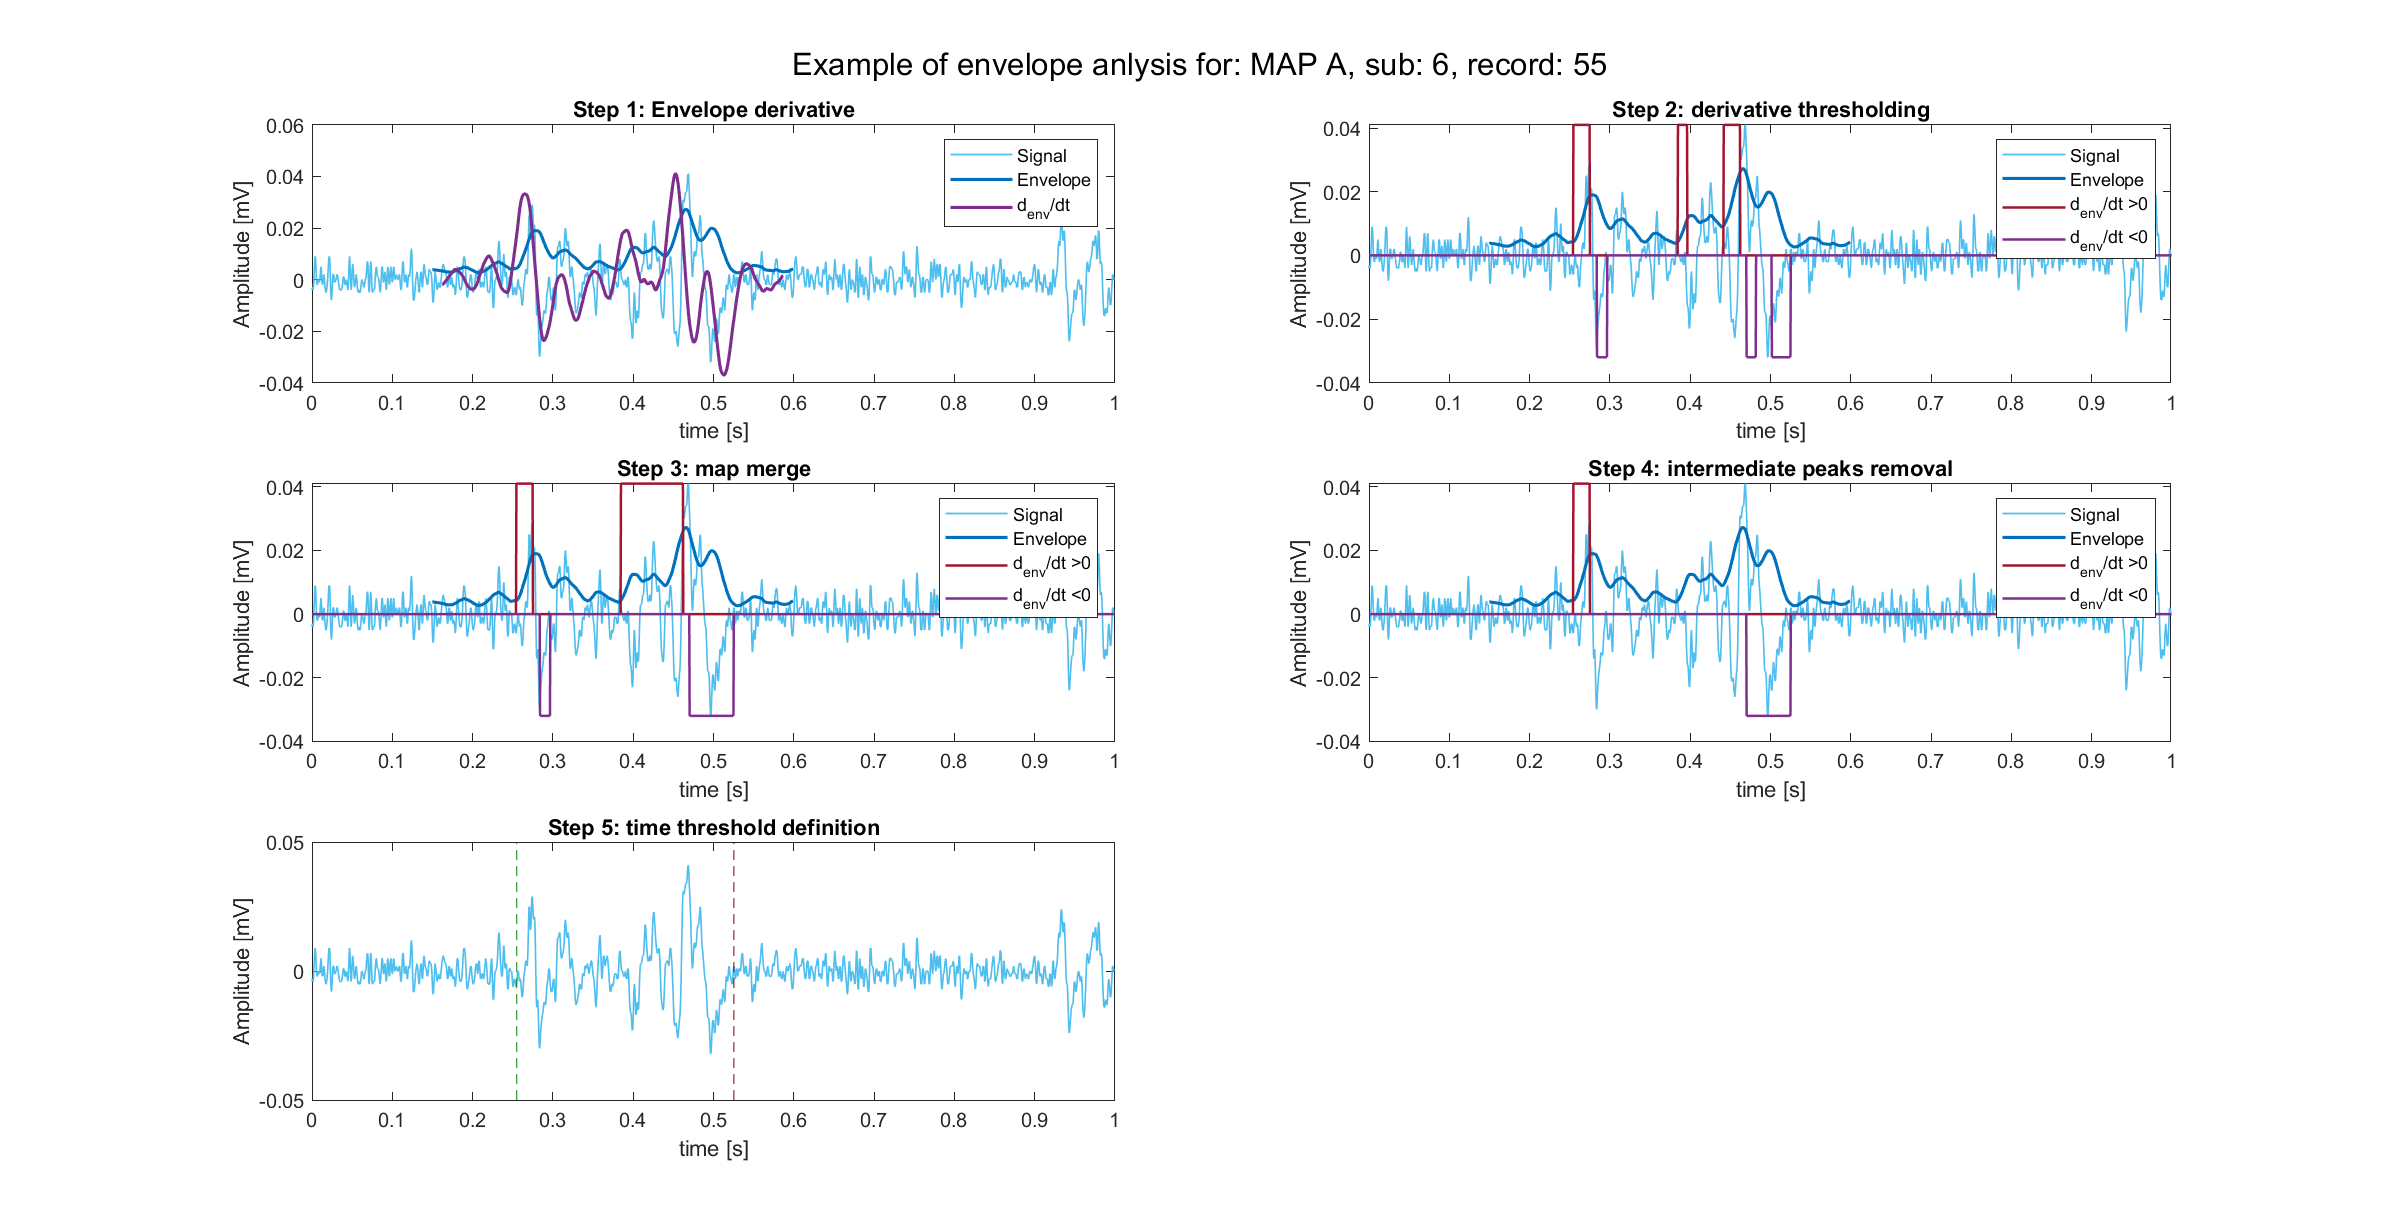 Example of envelope anlysis for: MAP A, sub: 6, record: 55
Step 1: Envelope derivative
0.06
0.04
0.02
0
-0.02
-0.04
Amplitude [mV]
Signal
Envelope
d_env/dt
0 0.1 0.2 0.3 0.4 0.5 0.6 0.7 0.8 0.9 1
time [s]
Step 2: derivative thresholding
0.04
0.02
0
-0.02
-0.04
Amplitude [mV]
Signal
Envelope
d_env/dt >0
d_env/dt <0
0 0.1 0.2 0.3 0.4 0.5 0.6 0.7 0.8 0.9 1
time [s]
Step 3: map merge
0.04
0.02
0
-0.02
-0.04
Amplitude [mV]
Signal
Envelope
d_env/dt >0
d_env/dt <0
0 0.1 0.2 0.3 0.4 0.5 0.6 0.7 0.8 0.9 1
time [s]
Step 4: intermediate peaks removal
0.04
0.02
0
-0.02
-0.04
Amplitude [mV]
Signal
Envelope
d_env/dt >0
d_env/dt <0
0 0.1 0.2 0.3 0.4 0.5 0.6 0.7 0.8 0.9 1
time [s]
Step 5: time threshold definition
0.05
0
-0.05
Amplitude [mV]
0 0.1 0.2 0.3 0.4 0.5 0.6 0.7 0.8 0.9 1
time [s]